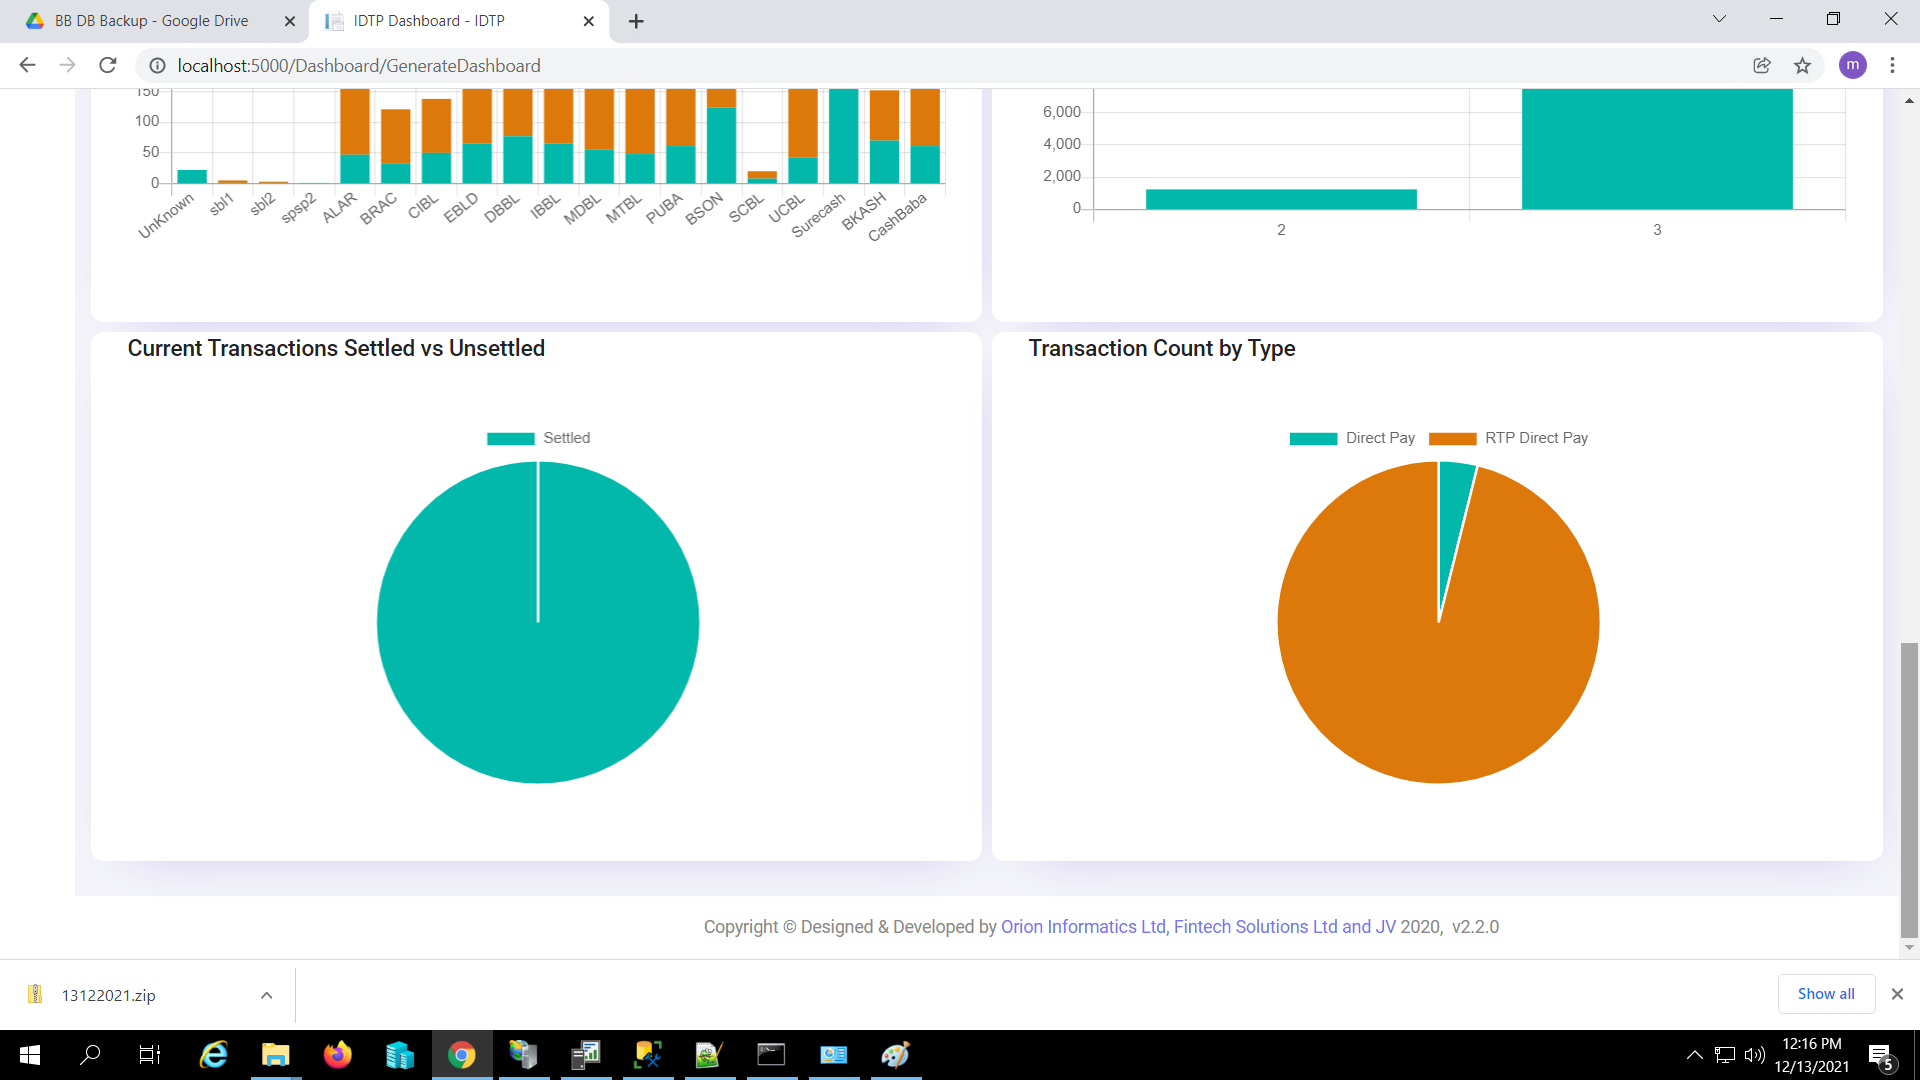 BB DB Backup - Google Drive
IDTP Dashboard - IDTP
localhost:5000/Dashboard/GenerateDashboard
m
150
100
50
0
UnKnown sbl1 sbl2 spsp2 ALAR BRAC CIBL EBLD DBBL IBBL MDBL MTBL PUBA BSON SCBL UCBL Surecash BKASH CashBaba
6,000
4,000
2,000
0
2 3
Current Transactions Settled vs Unsettled
Settled
Transaction Count by Type
Direct Pay RTP Direct Pay
Copyright © Designed & Developed by Orion Informatics Ltd, Fintech Solutions Ltd and JV 2020, v2.2.0
13122021.zip
Show all
12:16 PM
12/13/2021
5